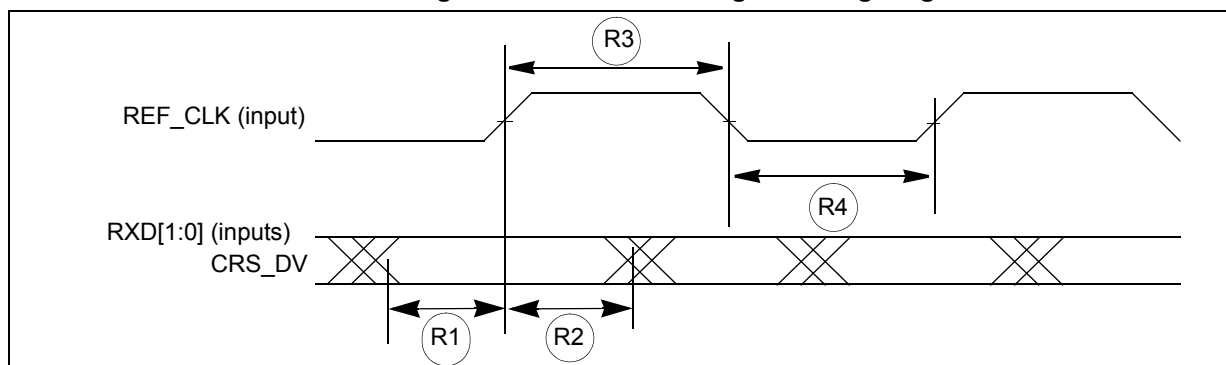 R3
REF_CLK (input)
R4
RXD[1:0] (inputs)
CRS_DV
R1
R2